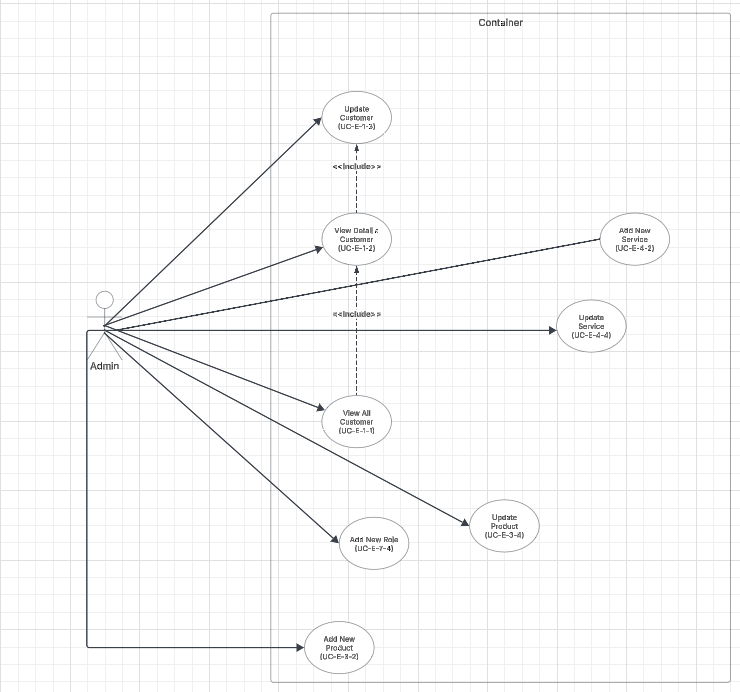 Container
Update
Customer
(UC-E-1-3)
<<Include>>
View Detail a
Customer
(UC-E-1-2)
Add New
Service
(UC-E-4-2)
<<Include>>
Update
Service
(UC-E-4-4)
Admin
View All
Customer
(UC-E-1-1)
Update
Product
(UC-E-3-4)
Add New Role
(UC-E-7-4)
Add New
Product
(UC-E-3-2)